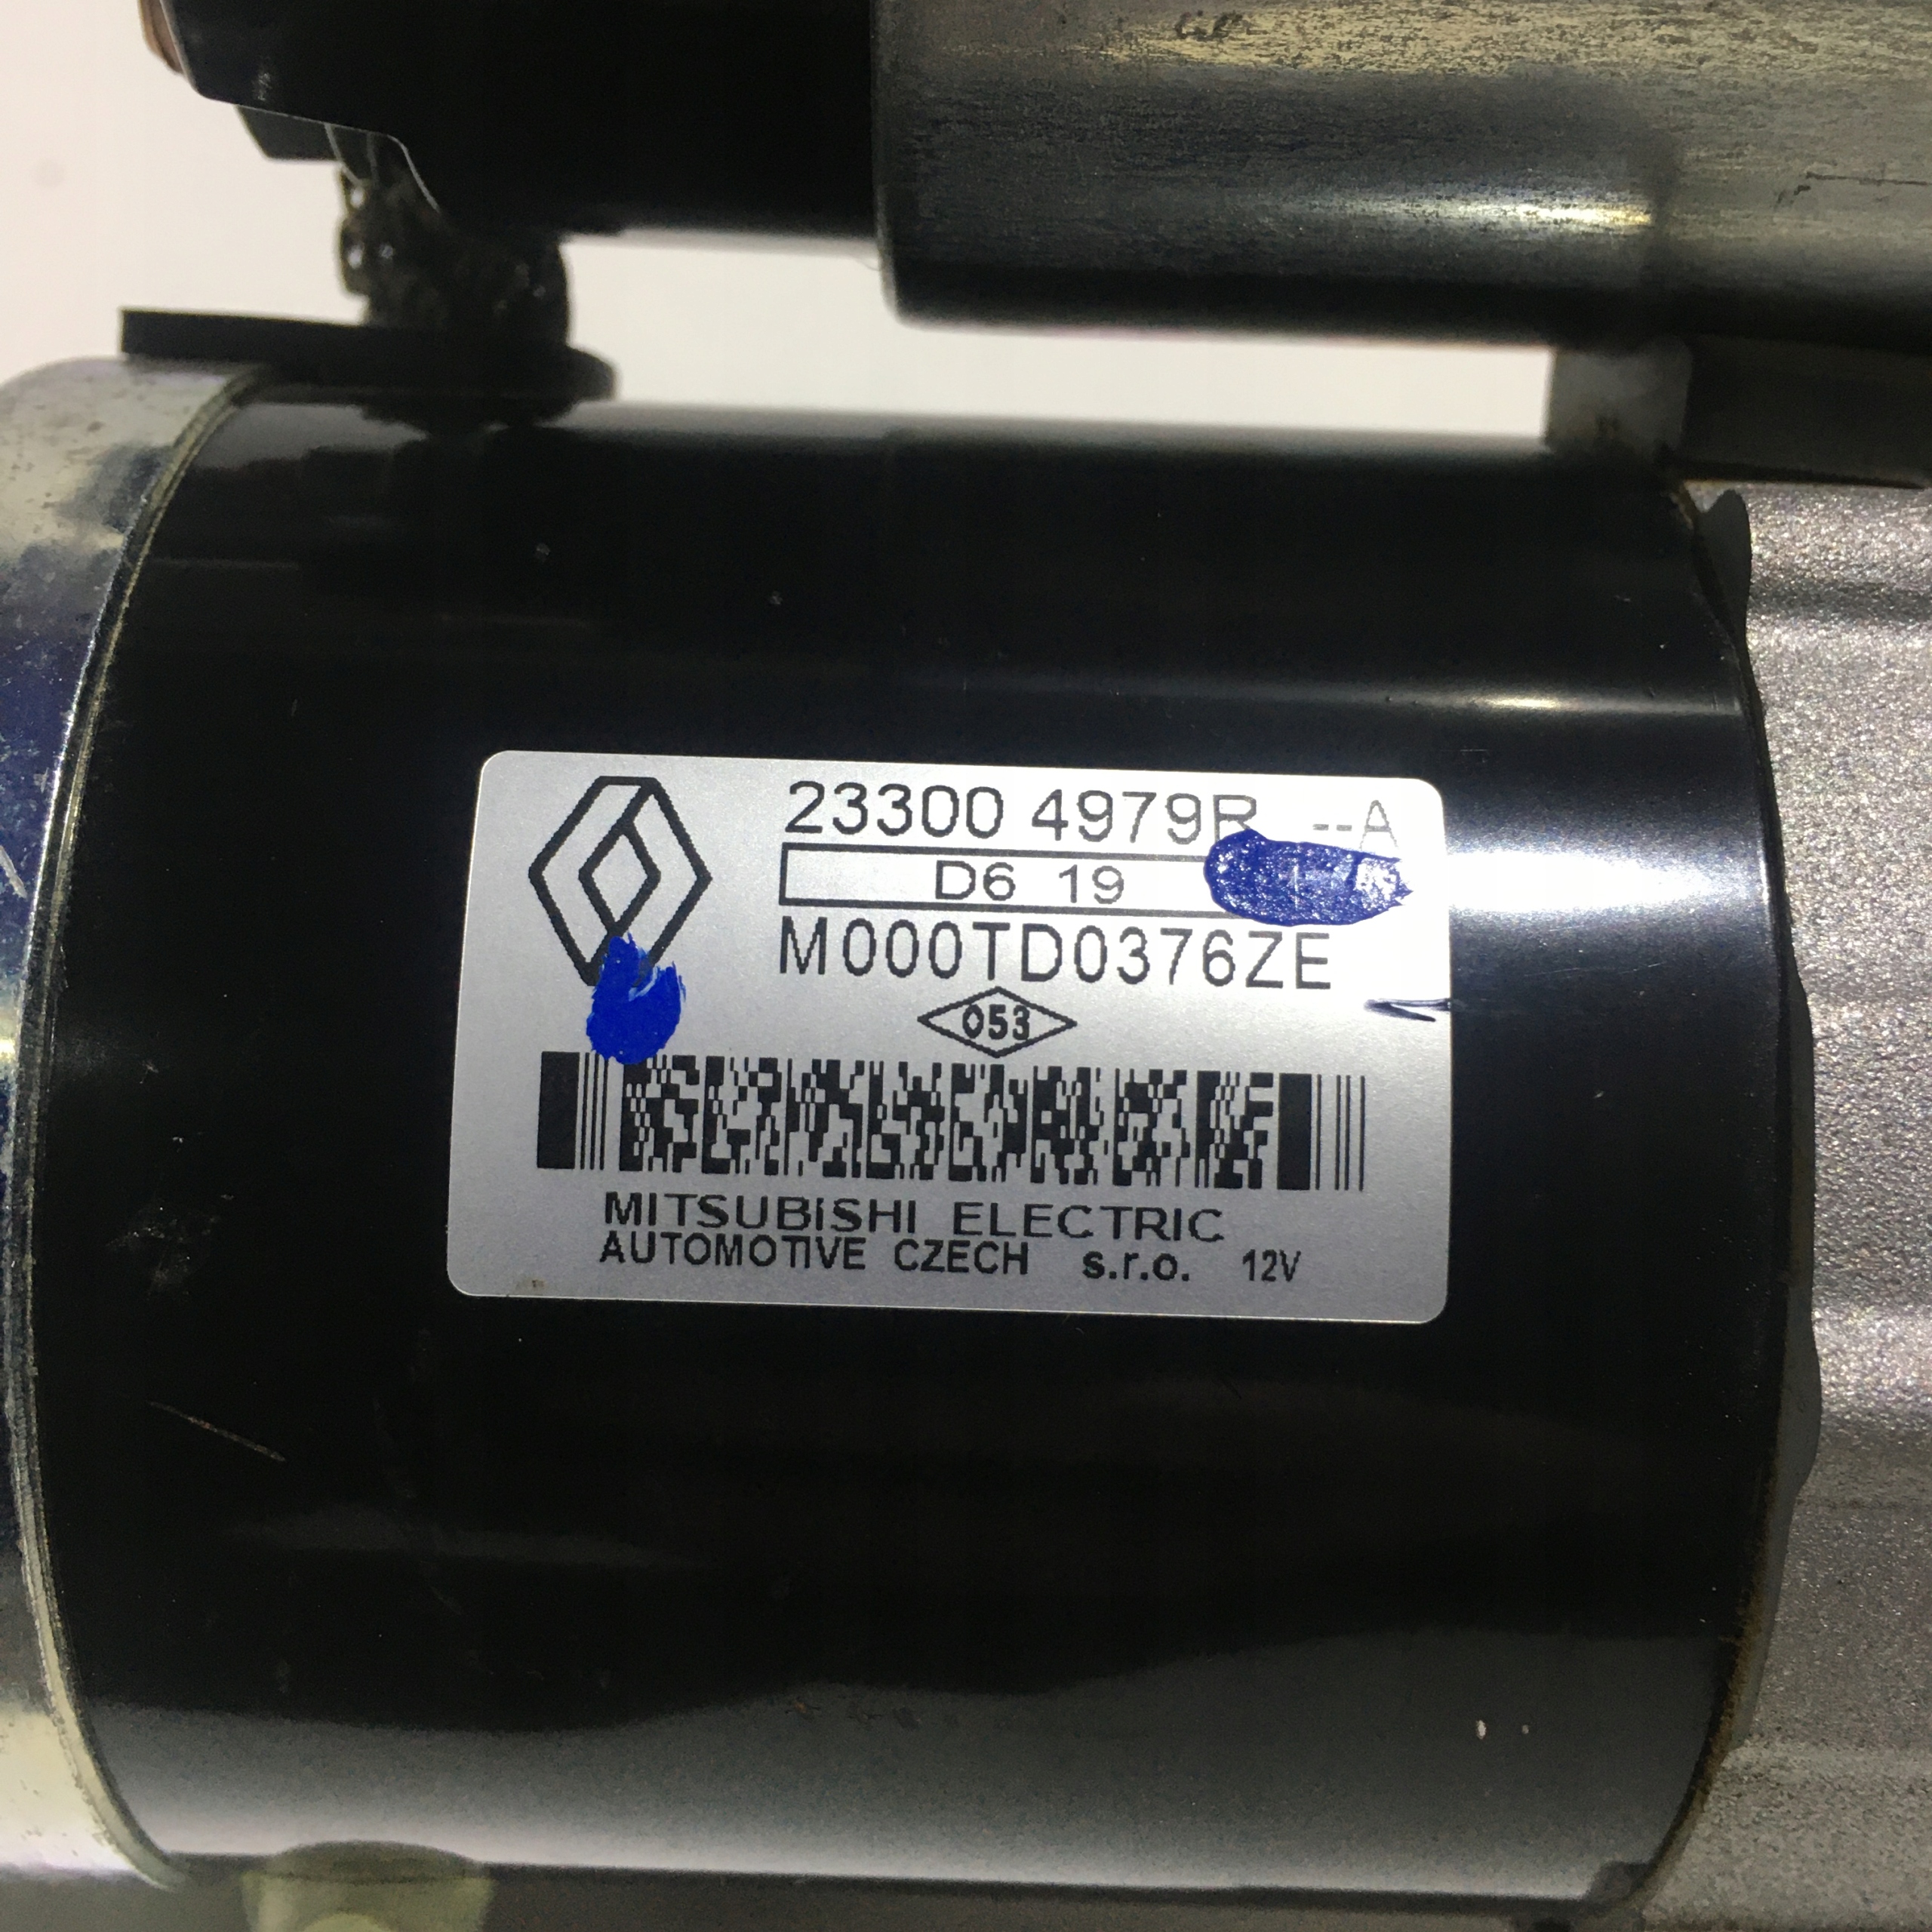 23300 4979R --A
D6 19
M000TD0376ZE
053
MITSUBISHI ELECTRIC
AUTOMOTIVE CZECH s.r.o. 12V